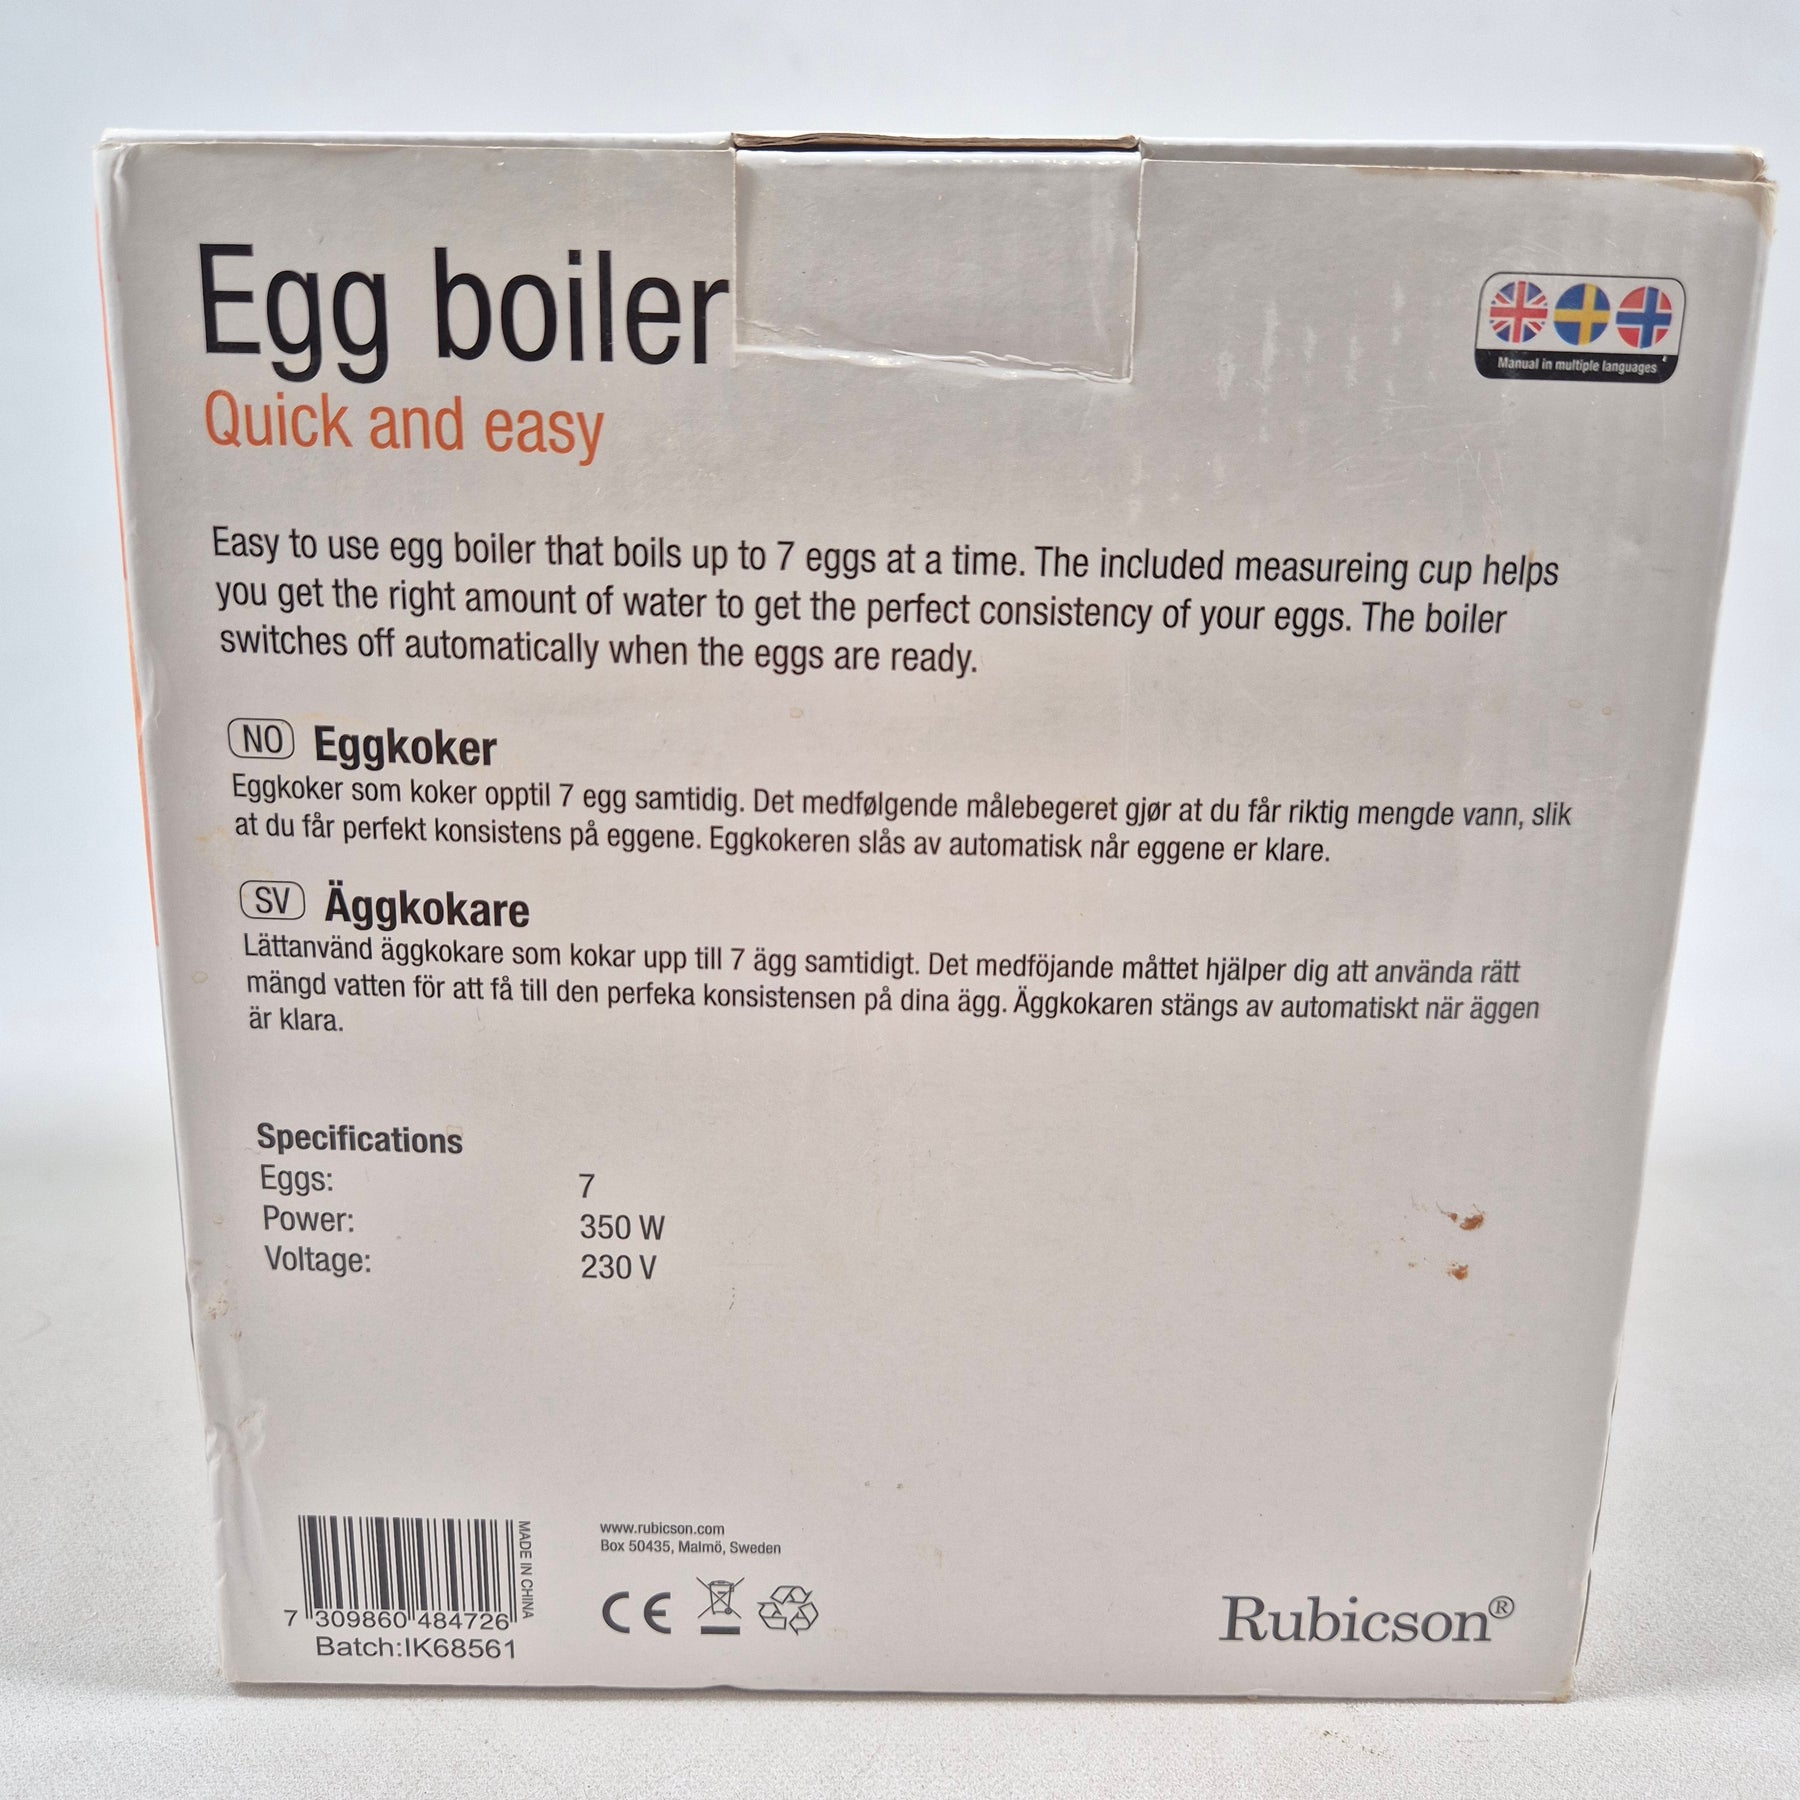 Egg boiler
Quick and easy
Manual in multiple languages
Easy to use egg boiler that boils up to 7 eggs at a time. The included measureing cup helps
you get the right amount of water to get the perfect consistency of your eggs. The boiler
switches off automatically when the eggs are ready.
NO Eggkoker
Eggkoker som koker opptil 7 egg samtidig. Det medfølgende målebegeret gjør at du får riktig mengde vann, slik
at du får perfekt konsistens på eggene. Eggkokeren slås av automatisk når eggene er klare.
SV Äggkokare
Lättanvänd äggkokare som kokar upp till 7 ägg samtidigt. Det medföjande måttet hjälper dig att använda rätt
mängd vatten för att få till den perfeka konsistensen på dina ägg. Äggkokaren stängs av automatiskt när äggen
är klara.
Specifications
Eggs: 7
Power: 350 W
Voltage: 230 V
MADE IN CHINA
7 309860 484726
Batch:IK68561
www.rubicson.com
Box 50435, Malmö, Sweden
CE
Rubicson®